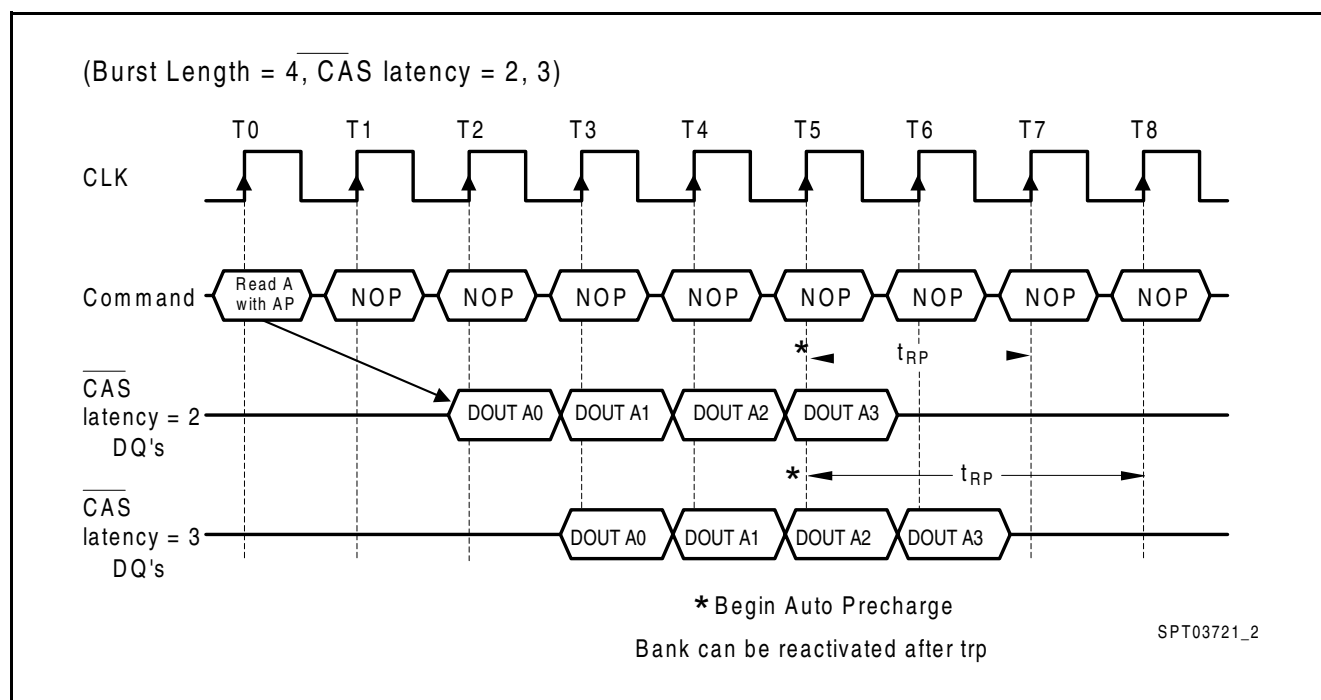 (Burst Length = 4, CAS latency = 2, 3)
T0 T1 T2 T3 T4 T5 T6 T7 T8
CLK
Command
Read A
with AP
NOP NOP NOP NOP NOP NOP NOP NOP
* tRP
CAS
latency = 2
DQ's
DOUT A0 DOUT A1 DOUT A2 DOUT A3
* tRP
CAS
latency = 3
DQ's
DOUT A0 DOUT A1 DOUT A2 DOUT A3
* Begin Auto Precharge
Bank can be reactivated after trp
SPT03721_2